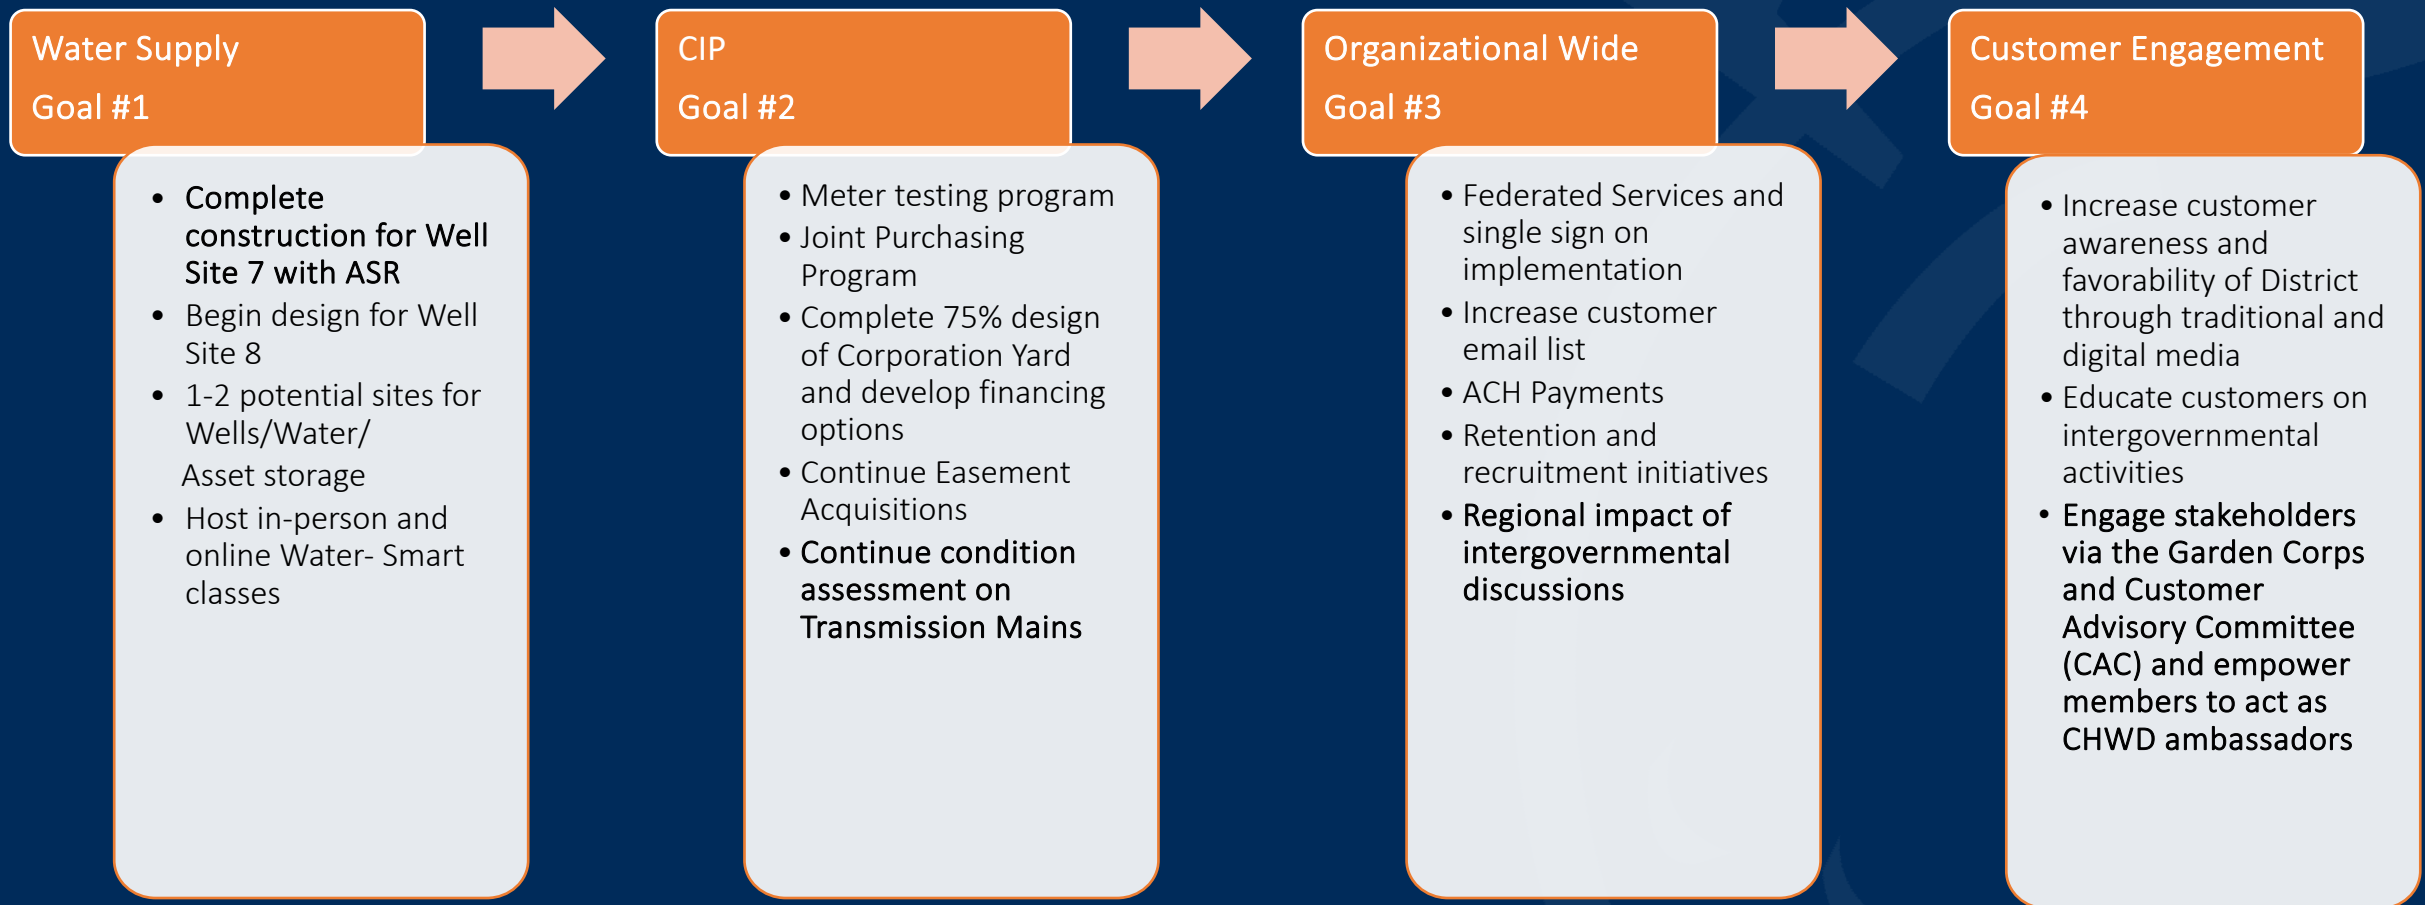 Water Supply
Goal #1
• Complete
construction for Well
Site 7 with ASR
• Begin design for Well
Site 8
• 1-2 potential sites for
Wells/Water/
Asset storage
• Host in-person and
online Water- Smart
classes
CIP
Goal #2
• Meter testing program
• Joint Purchasing
Program
• Complete 75% design
of Corporation Yard
and develop financing
options
• Continue Easement
Acquisitions
• Continue condition
assessment on
Transmission Mains
Organizational Wide
Goal #3
• Federated Services and
single sign on
implementation
• Increase customer
email list
• ACH Payments
• Retention and
recruitment initiatives
• Regional impact of
intergovernmental
discussions
Customer Engagement
Goal #4
• Increase customer
awareness and
favorability of District
through traditional and
digital media
• Educate customers on
intergovernmental
activities
• Engage stakeholders
via the Garden Corps
and Customer
Advisory Committee
(CAC) and empower
members to act as
CHWD ambassadors